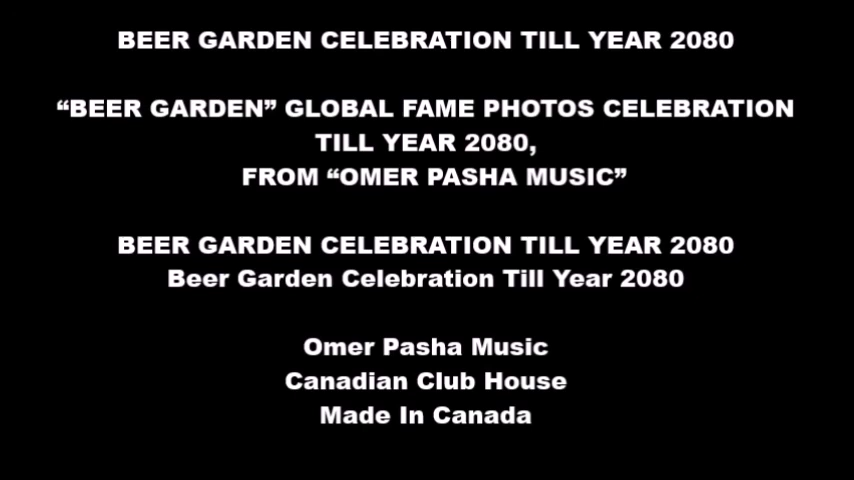 BEER GARDEN CELEBRATION TILL YEAR 2080
“BEER GARDEN” GLOBAL FAME PHOTOS CELEBRATION
TILL YEAR 2080,
FROM “OMER PASHA MUSIC”
BEER GARDEN CELEBRATION TILL YEAR 2080
Beer Garden Celebration Till Year 2080
Omer Pasha Music
Canadian Club House
Made In Canada